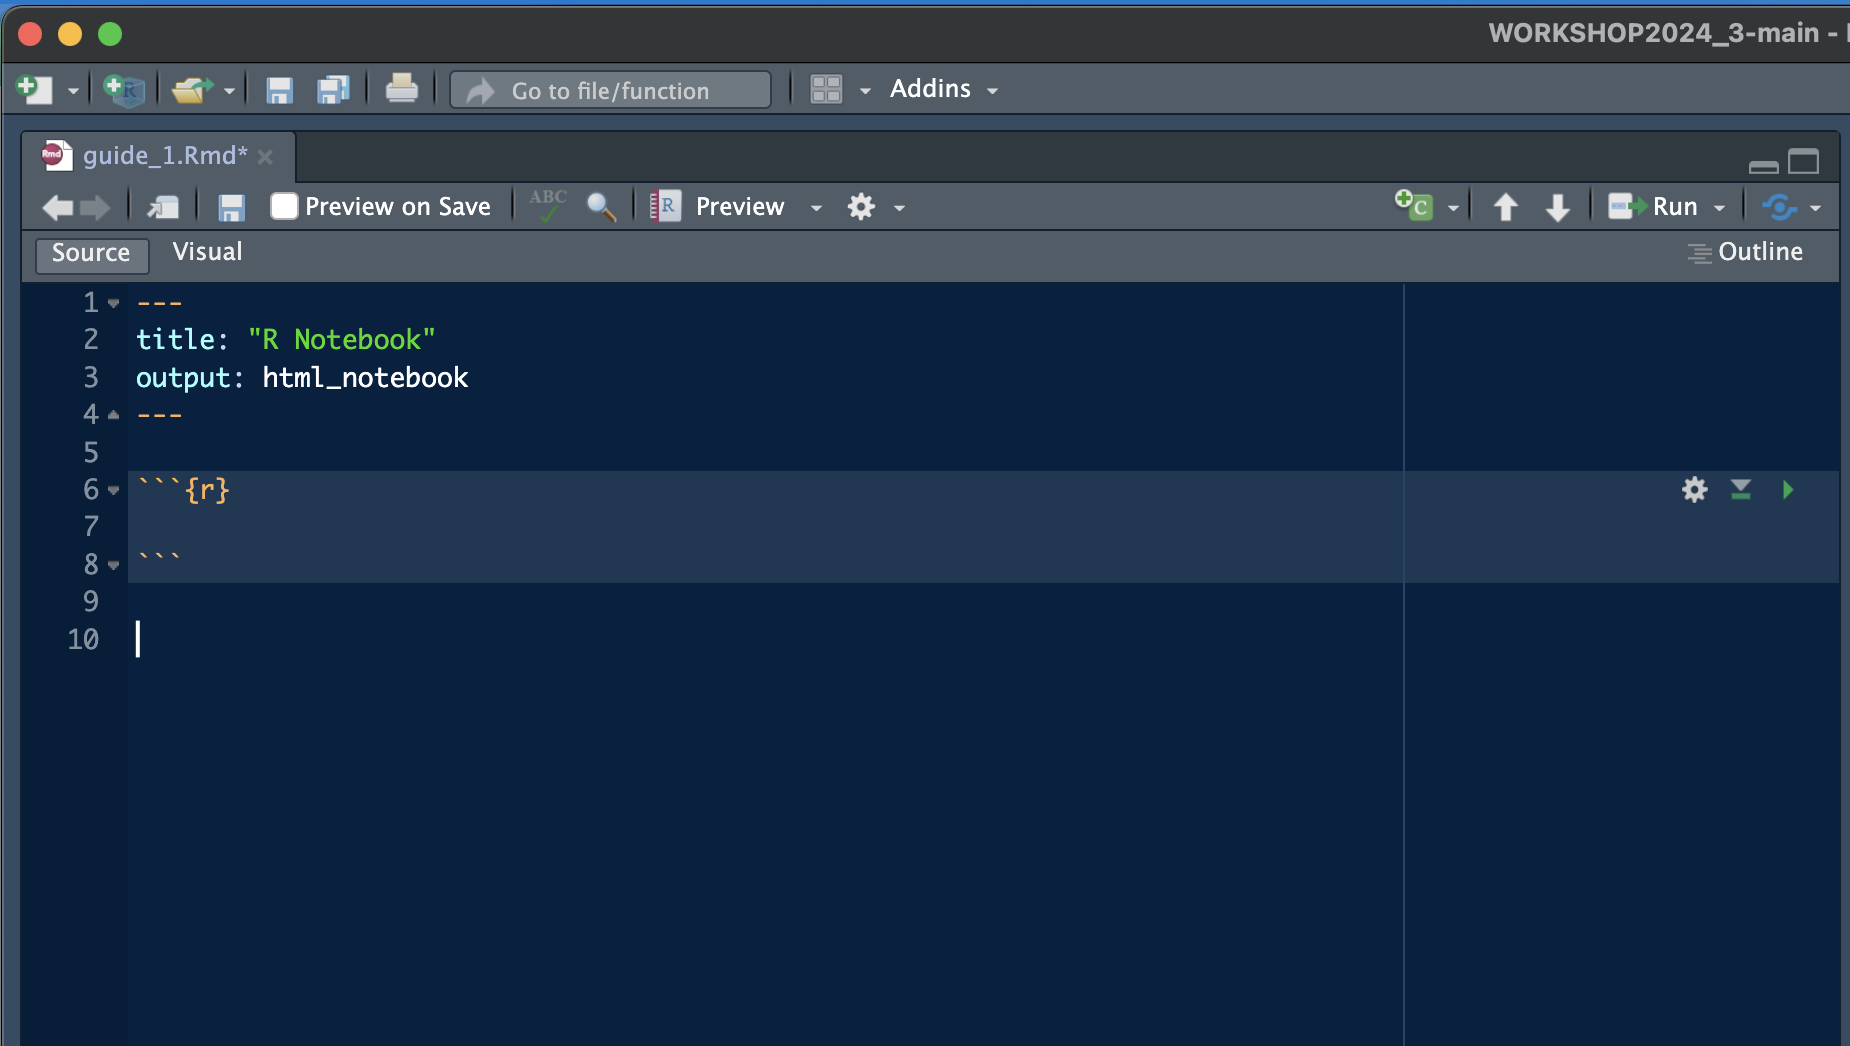 WORKSHOP2024_3-main -
R
Go to file/function
Addins
Rmd
guide_1.Rmd*
Preview on Save
ABC
R
Preview
C
Run
Source
Visual
Outline
1 ---
2 title: "R Notebook"
3 output: html_notebook
4 ---
5
6 ```{r}
7
8 ```
9
10